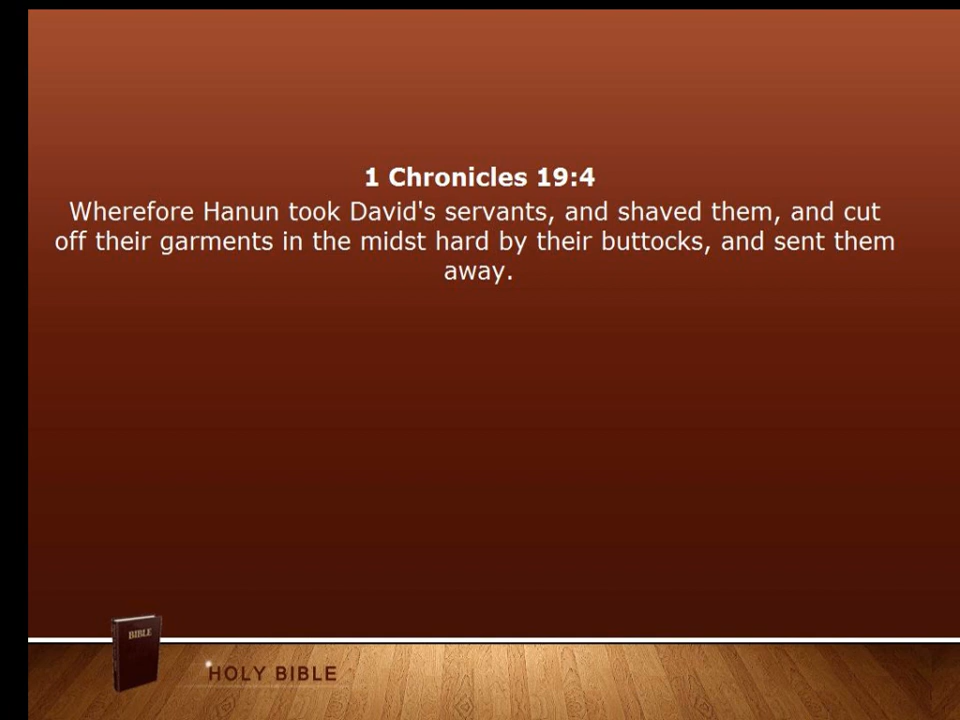 1 Chronicles 19:4
Wherefore Hanun took David's servants, and shaved them, and cut
off their garments in the midst hard by their buttocks, and sent them
away.
BIBLE
HOLY BIBLE